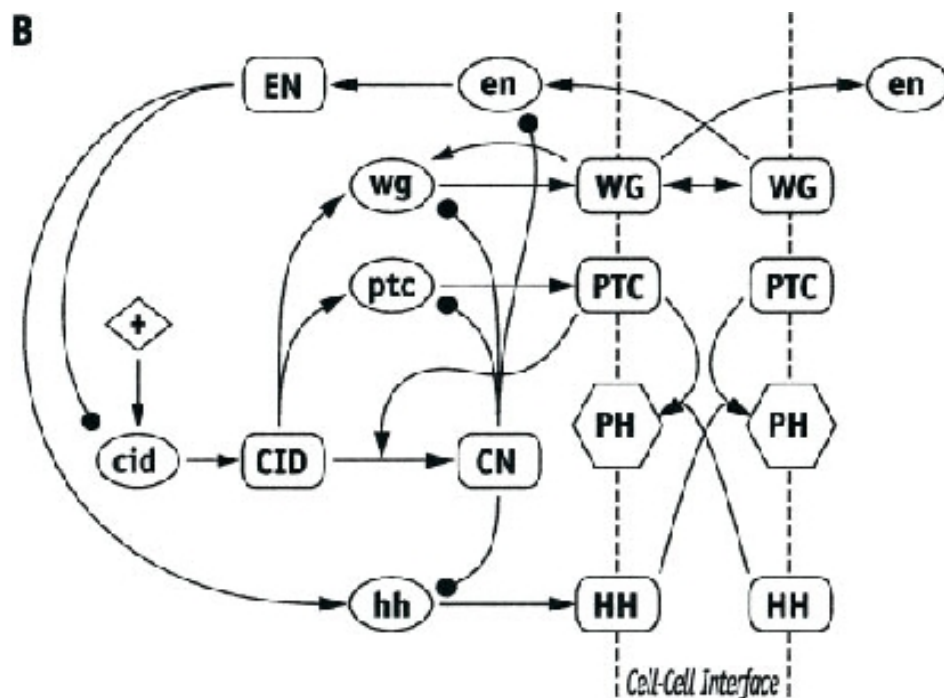 B
EN
en
en
wg
WG
WG
ptc
PTC
PTC
+
PH
PH
cid
CID
CN
hh
HH
HH
Cell-Cell Interface